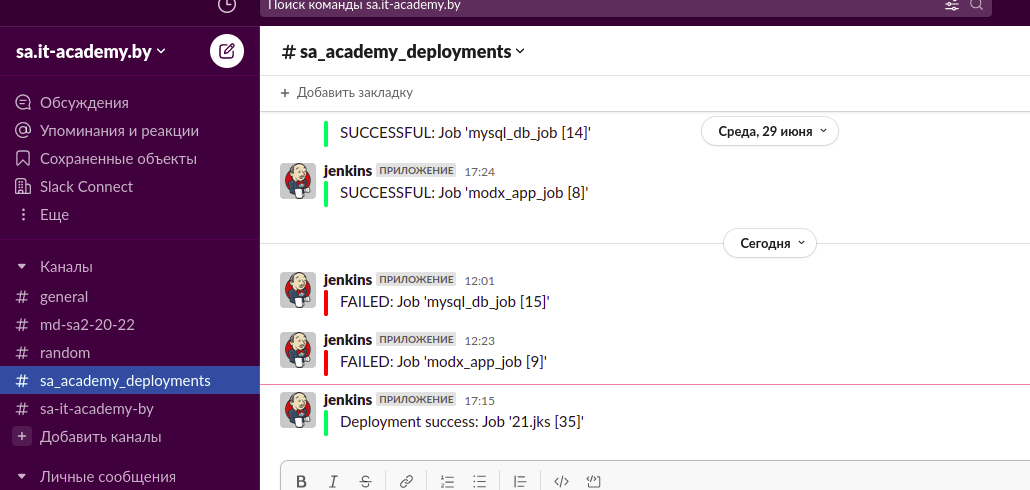 Поиск команды sa.it-academy.by
sa.it-academy.by
Обсуждения
Упоминания и реакции
Сохраненные объекты
Slack Connect
Еще
Каналы
# general
# md-sa2-20-22
# random
# sa_academy_deployments
# sa-it-academy-by
+ Добавить каналы
Личные сообщения
# sa_academy_deployments
+ Добавить закладку
SUCCESSFUL: Job 'mysql_db_job [14]'
Среда, 29 июня
jenkins ПРИЛОЖЕНИЕ 17:24
SUCCESSFUL: Job 'modx_app_job [8]'
Сегодня
jenkins ПРИЛОЖЕНИЕ 12:01
FAILED: Job 'mysql_db_job [15]'
jenkins ПРИЛОЖЕНИЕ 12:23
FAILED: Job 'modx_app_job [9]'
jenkins ПРИЛОЖЕНИЕ 17:15
Deployment success: Job '21.jks [35]'
B I S